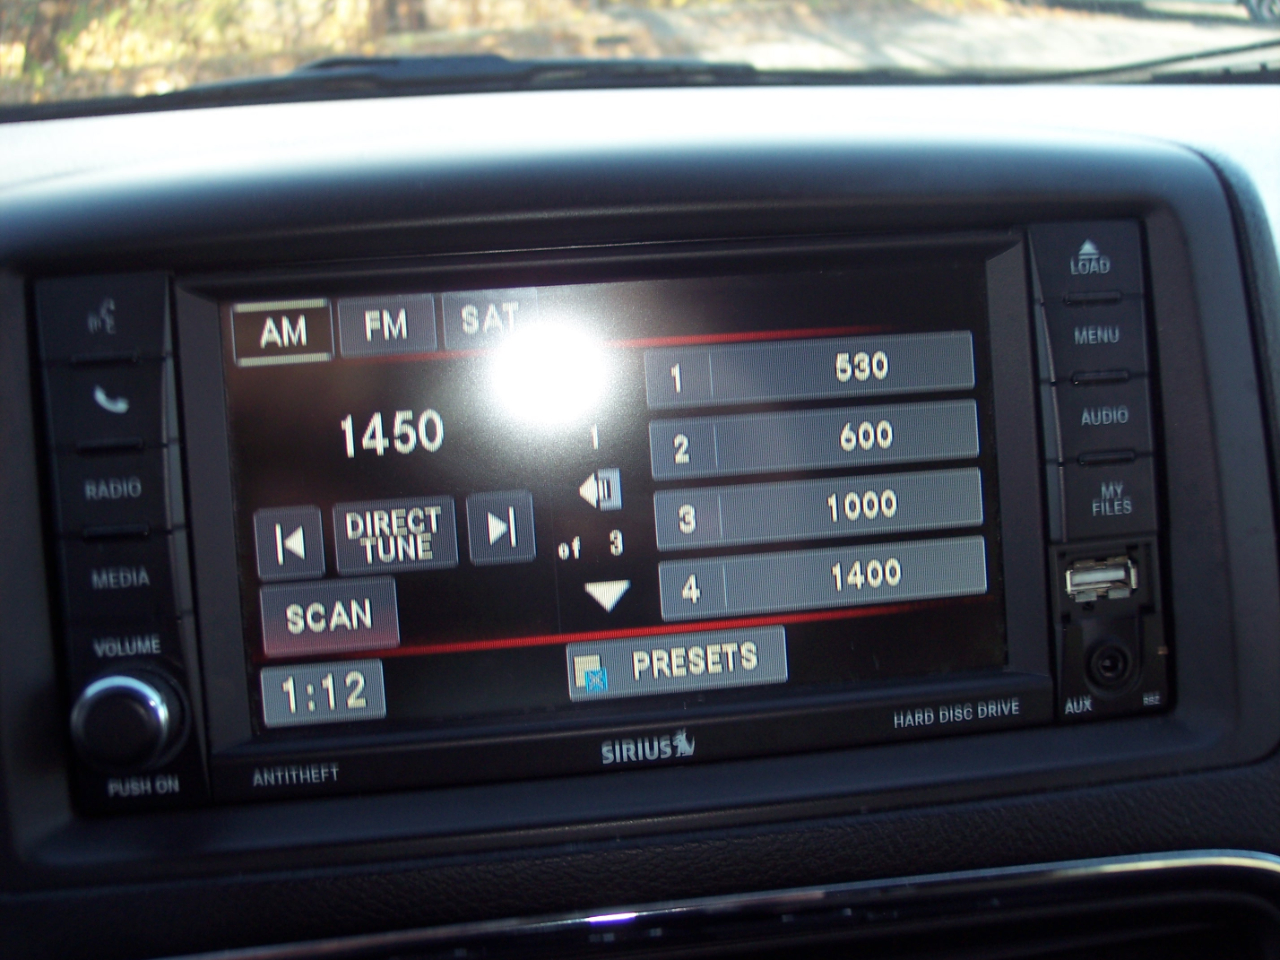 AM FM SAT
1450
DIRECT
TUNE
SCAN
1:12
1
of 3
1 530
2 600
3 1000
4 1400
PRESETS
RADIO
MEDIA
VOLUME
PUSH ON
LOAD
MENU
AUDIO
MY
FILES
AUX
ANTITHEFT
SIRIUS
HARD DISC DRIVE